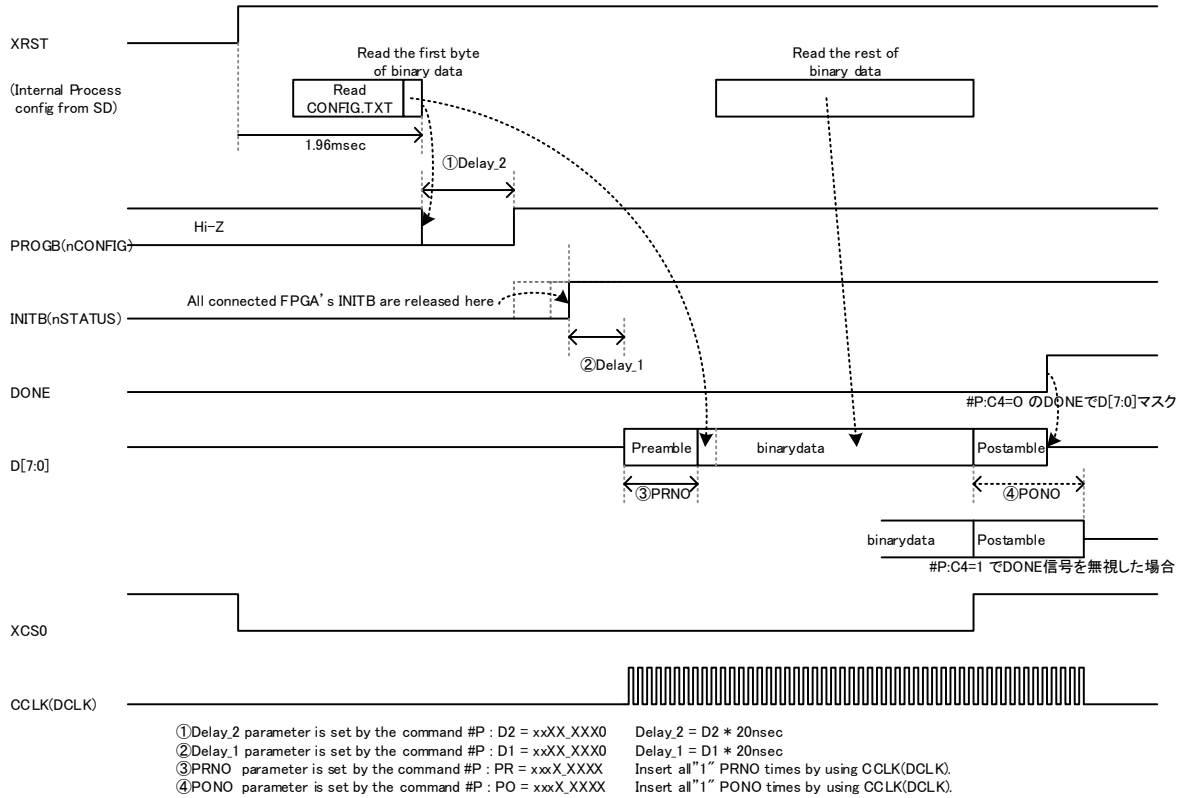 XRST
Read the first byte
of binary data
Read the rest of
binary data
(Internal Process
config from SD)
Read
CONFIG.TXT
1.96msec
①Delay_2
Hi-Z
PROGB(nCONFIG)
All connected FPGA's INITB are released here
INITB(nSTATUS)
②Delay_1
DONE
#P:C4=0 のDONEでD[7:0]マスク
Preamble
binarydata
Postamble
D[7:0]
③PRNO
④PONO
binarydata
Postamble
#P:C4=1 でDONE信号を無視した場合
XCS0
CCLK(DCLK)
①Delay_2 parameter is set by the command #P : D2 = xxXX_XXX0 Delay_2 = D2 * 20nsec
②Delay_1 parameter is set by the command #P : D1 = xxXX_XXX0 Delay_1 = D1 * 20nsec
③PRNO parameter is set by the command #P : PR = xxxX_XXXX Insert all"1" PRNO times by using CCLK(DCLK).
④PONO parameter is set by the command #P : PO = xxxX_XXXX Insert all"1" PONO times by using CCLK(DCLK).